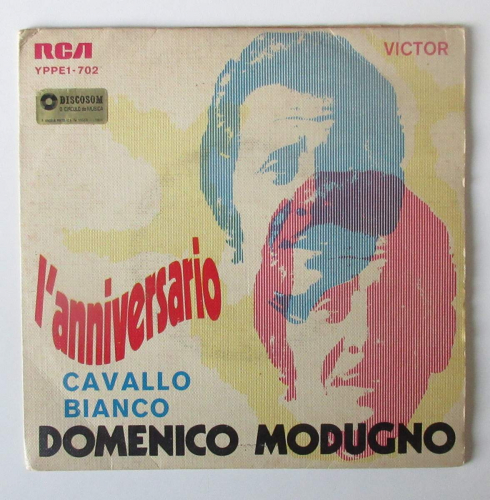 RCA VICTOR
YPPE1-702
DISCOSOM
l'anniversario
CAVALLO
BIANCO
DOMENICO MODUGNO